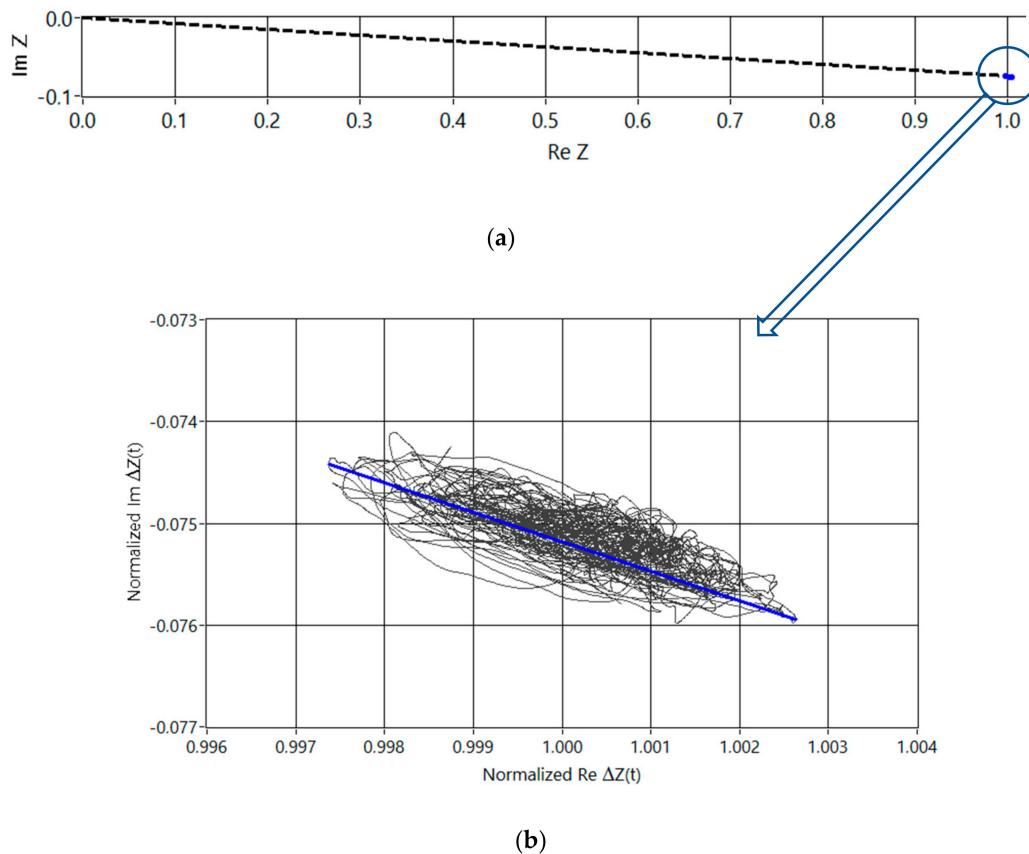 Im Z
0.0
-0.1
0.0 0.1 0.2 0.3 0.4 0.5 0.6 0.7 0.8 0.9 1.0
Re Z
(a)
Normalized Im ΔZ(t)
-0.073
-0.074
-0.075
-0.076
-0.077
0.996 0.997 0.998 0.999 1.000 1.001 1.002 1.003 1.004
Normalized Re ΔZ(t)
(b)